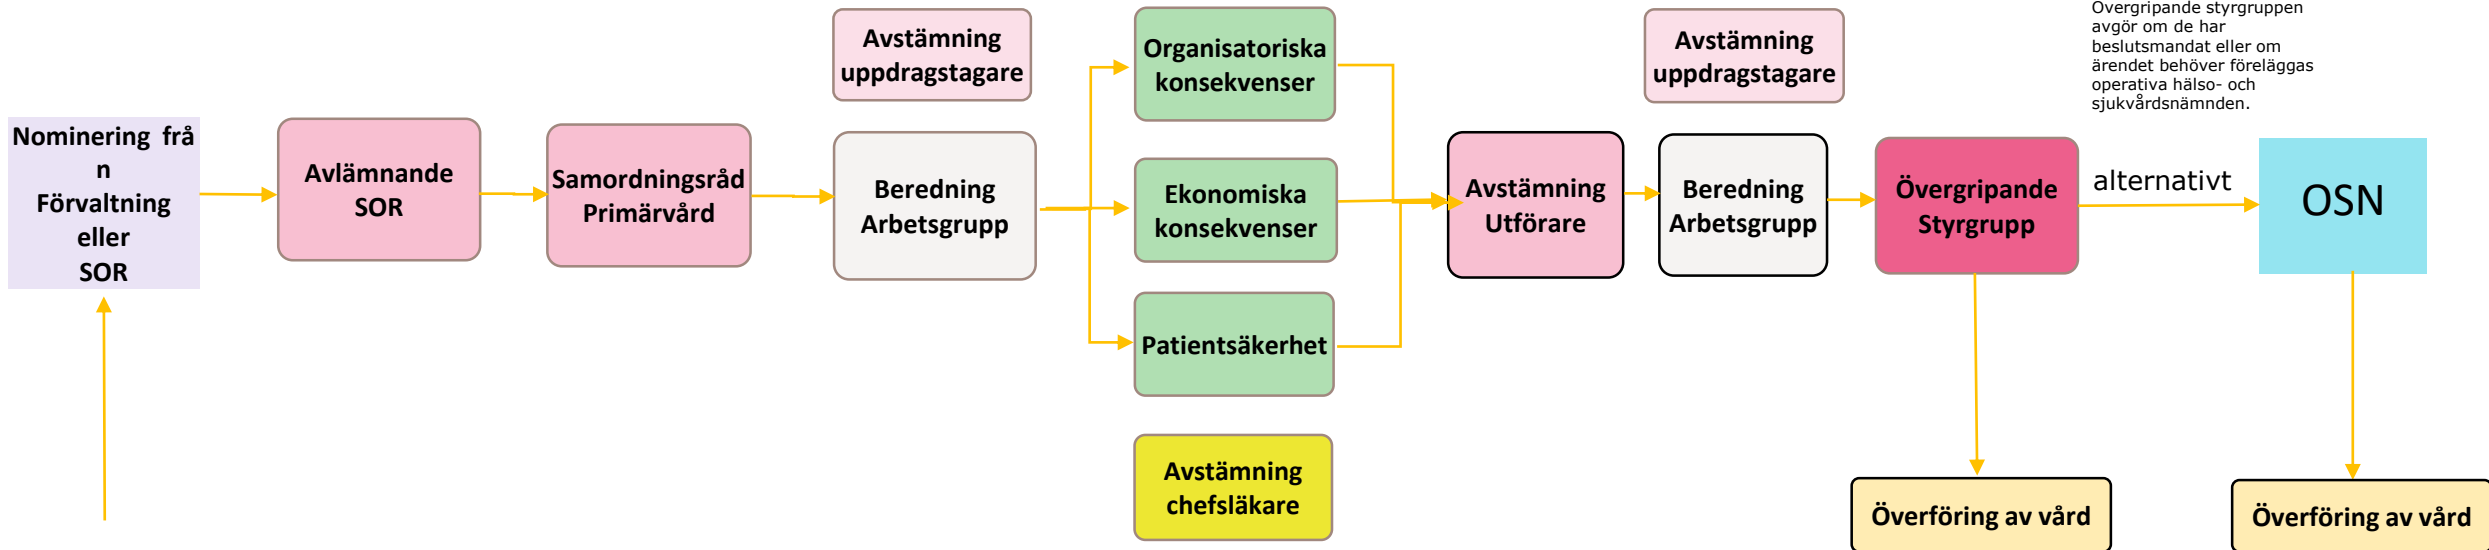 Nominering frå
n
Förvaltning
eller
SOR
Avlämnande
SOR
Samordningsråd
Primärvård
Avstämning
uppdragstagare
Beredning
Arbetsgrupp
Organisatoriska
konsekvenser
Ekonomiska
konsekvenser
Patientsäkerhet
Avstämning
chefsläkare
Avstämning
Utförare
Avstämning
uppdragstagare
Beredning
Arbetsgrupp
Övergripande
Styrgrupp
Överföring av vård
alternativt
Övergripande styrgruppen
avgör om de har
beslutsmandat eller om
ärendet behöver föreläggas
operativa hälso- och
sjukvårdsnämnden.
OSN
Överföring av vård